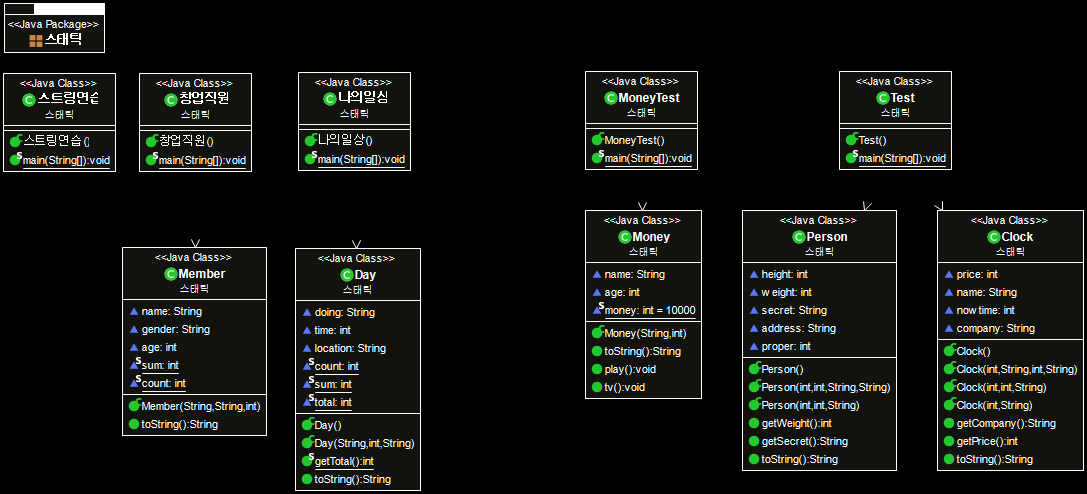 <<Java Package>>
스태틱
<<Java Class>>
스트링연습
스태틱
스트링연습()
main(String[]):void
<<Java Class>>
창업직원
스태틱
창업직원()
main(String[]):void
<<Java Class>>
나의일상
스태틱
나의일상()
main(String[]):void
<<Java Class>>
MoneyTest
스태틱
MoneyTest()
main(String[]):void
<<Java Class>>
Test
스태틱
Test()
main(String[]):void
<<Java Class>>
Member
스태틱
name: String
gender: String
age: int
sum: int
count: int
Member(String,String,int)
toString():String
<<Java Class>>
Day
스태틱
doing: String
time: int
location: String
count: int
sum: int
total: int
Day()
Day(String,int,String)
getTotal():int
toString():String
<<Java Class>>
Money
스태틱
name: String
age: int
money: int = 10000
Money(String,int)
toString():String
play():void
tv():void
<<Java Class>>
Person
스태틱
height: int
weight: int
secret: String
address: String
proper: int
Person()
Person(int,int,String,String)
Person(int,int,String)
getWeight():int
getSecret():String
toString():String
<<Java Class>>
Clock
스태틱
price: int
name: String
nowtime: int
company: String
Clock()
Clock(int,String,int,String)
Clock(int,int,String)
Clock(int,String)
getCompany():String
getPrice():int
toString():String